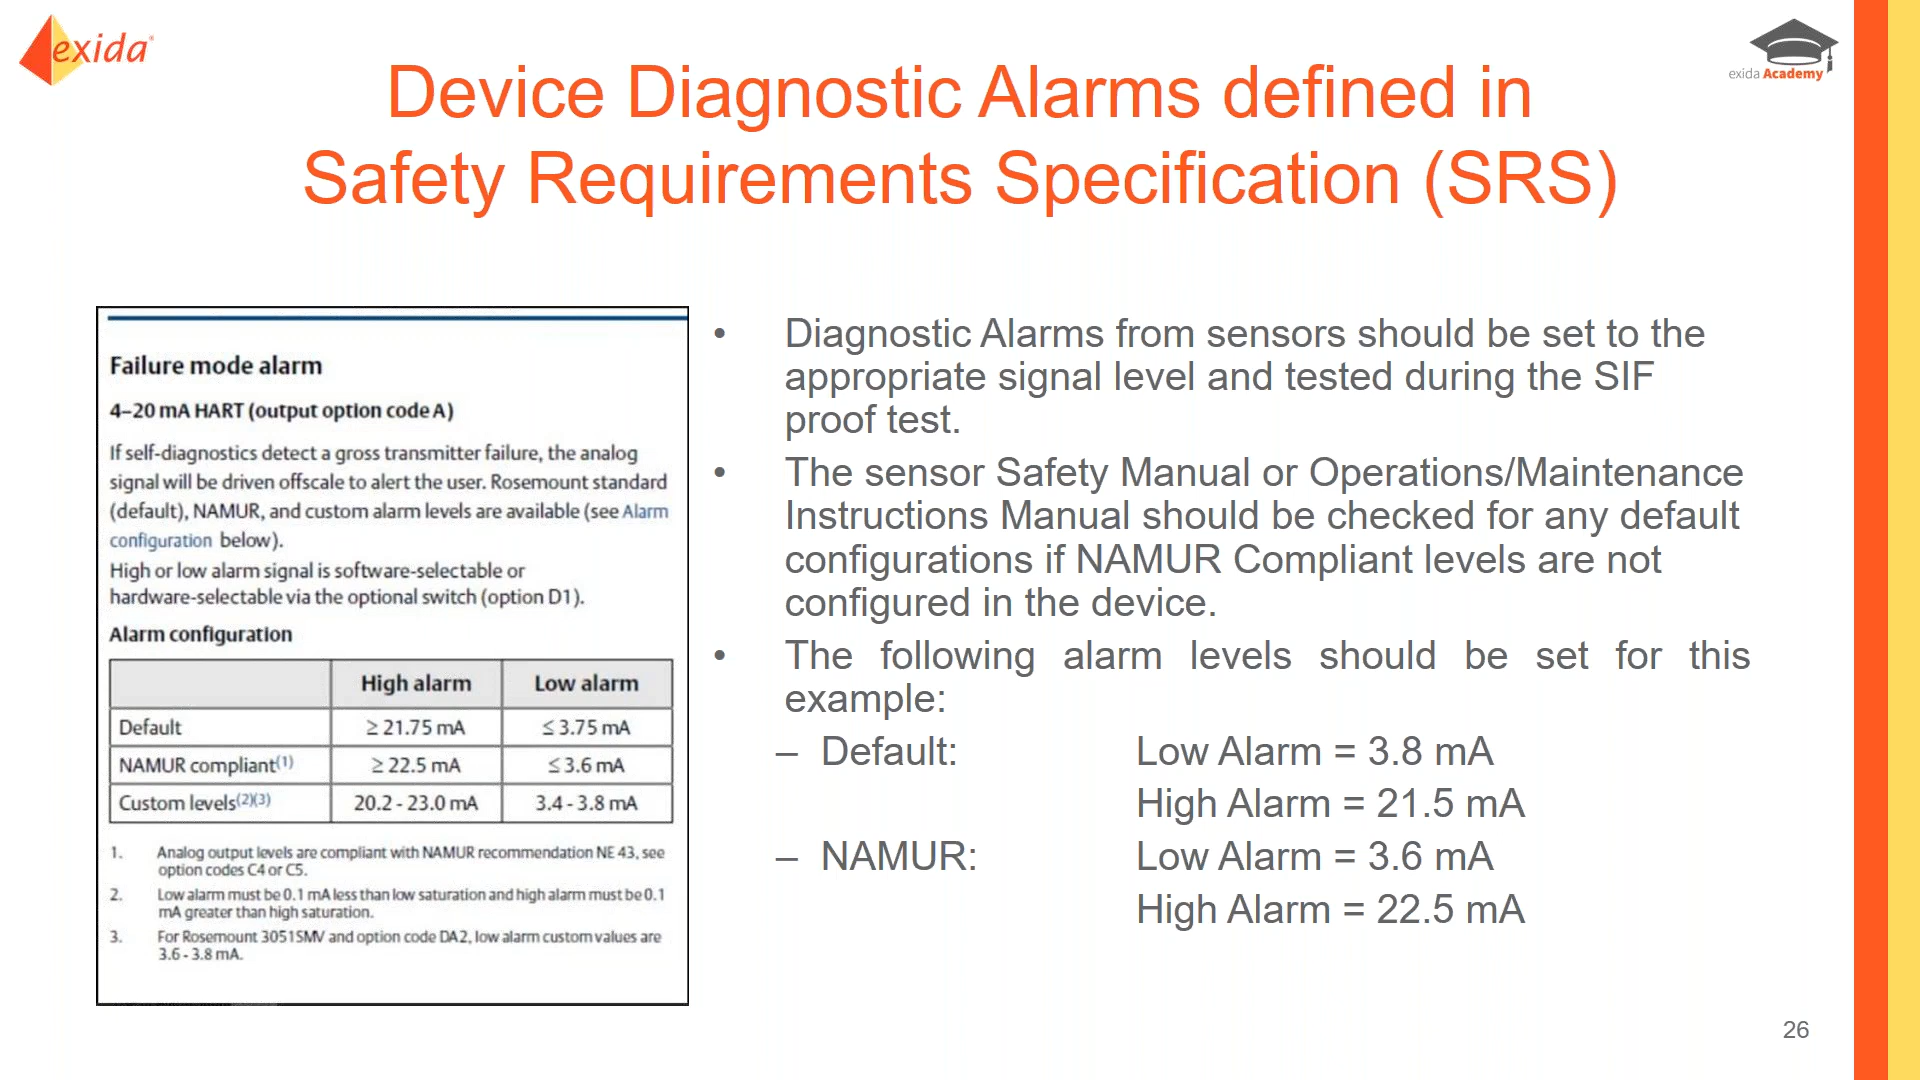 exida
exida Academy
Device Diagnostic Alarms defined in
Safety Requirements Specification (SRS)
Failure mode alarm
4–20 mA HART (output option code A)
If self-diagnostics detect a gross transmitter failure, the analog
signal will be driven offscale to alert the user. Rosemount standard
(default), NAMUR, and custom alarm levels are available (see Alarm
configuration below).
High or low alarm signal is software-selectable or
hardware-selectable via the optional switch (option D1).
Alarm configuration
High alarm Low alarm
Default ≥ 21.75 mA ≤ 3.75 mA
NAMUR compliant(1) ≥ 22.5 mA ≤ 3.6 mA
Custom levels(2)(3) 20.2 - 23.0 mA 3.4 - 3.8 mA
1. Analog output levels are compliant with NAMUR recommendation NE 43, see
option codes C4 or C5.
2. Low alarm must be 0.1 mA less than low saturation and high alarm must be 0.1
mA greater than high saturation.
3. For Rosemount 3051SMV and option code DA2, low alarm custom values are
3.6 - 3.8 mA.
• Diagnostic Alarms from sensors should be set to the
appropriate signal level and tested during the SIF
proof test.
• The sensor Safety Manual or Operations/Maintenance
Instructions Manual should be checked for any default
configurations if NAMUR Compliant levels are not
configured in the device.
• The following alarm levels should be set for this
example:
– Default: Low Alarm = 3.8 mA
High Alarm = 21.5 mA
– NAMUR: Low Alarm = 3.6 mA
High Alarm = 22.5 mA
26